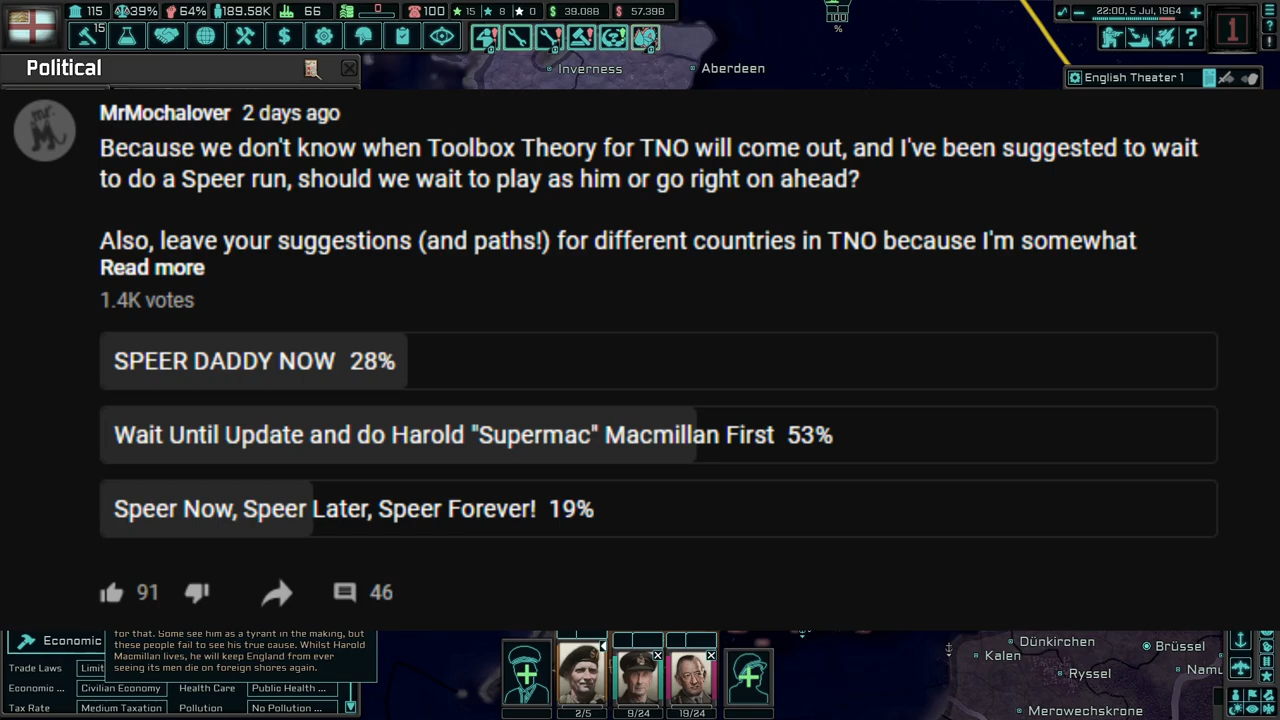 115 39% 64% 189.58K 66 0 100 15 8 0 $ 39.08B $ 57.39B
22:00, 5 Jul, 1964
15
100
%
1
Political
Inverness
Aberdeen
English Theater 1
MrMochalover 2 days ago
Because we don't know when Toolbox Theory for TNO will come out, and I've been suggested to wait
to do a Speer run, should we wait to play as him or go right on ahead?
Also, leave your suggestions (and paths!) for different countries in TNO because I'm somewhat
Read more
1.4K votes
SPEER DADDY NOW 28%
Wait Until Update and do Harold "Supermac" Macmillan First 53%
Speer Now, Speer Later, Speer Forever! 19%
91 46
Economic
for that. Some see him as a tyrant in the making, but
these people fail to see his true cause. Whilst Harold
Macmillan lives, he will keep England from ever
seeing its men die on foreign shores again.
Trade Laws Limit
Economic ... Civilian Economy Health Care Public Health ...
Tax Rate Medium Taxation Pollution No Pollution ...
2/5 9/24 19/24
Dünkirchen
Kalen
Brüssel
Ryssel
Namu
Merowechskrone